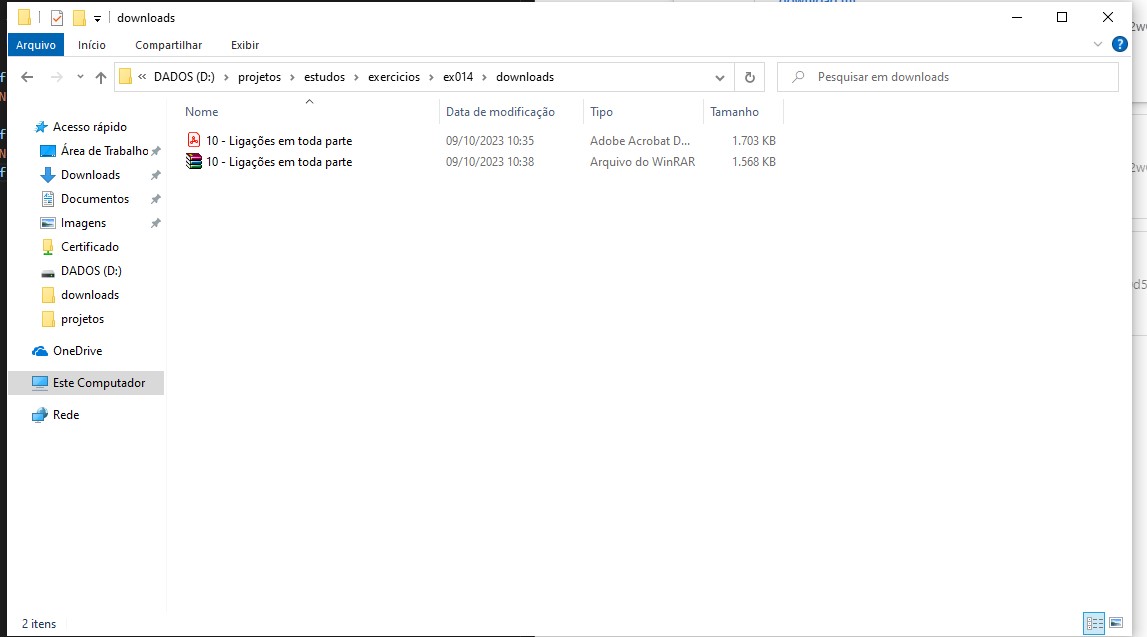 downloads
Arquivo Início Compartilhar Exibir
« DADOS (D:) › projetos › estudos › exercicios › ex014 › downloads
Pesquisar em downloads
Nome Data de modificação Tipo Tamanho
10 - Ligações em toda parte 09/10/2023 10:35 Adobe Acrobat D... 1.703 KB
10 - Ligações em toda parte 09/10/2023 10:38 Arquivo do WinRAR 1.568 KB
Acesso rápido
Área de Trabalho
Downloads
Documentos
Imagens
Certificado
DADOS (D:)
downloads
projetos
OneDrive
Este Computador
Rede
2 itens